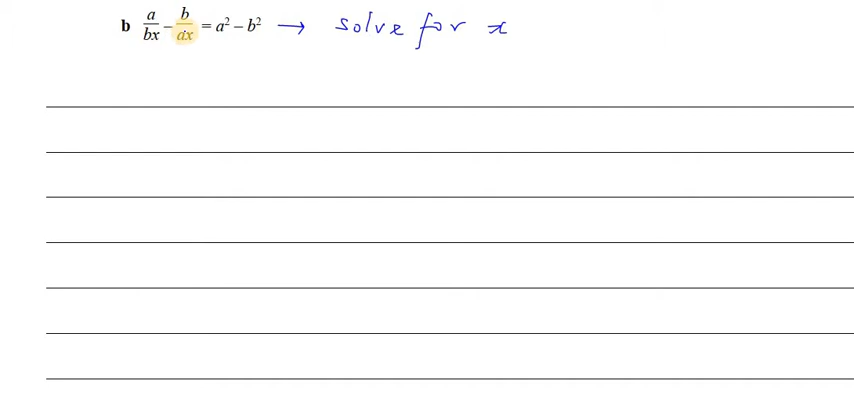 b a/bx − b/ax = a² − b² → solve for x